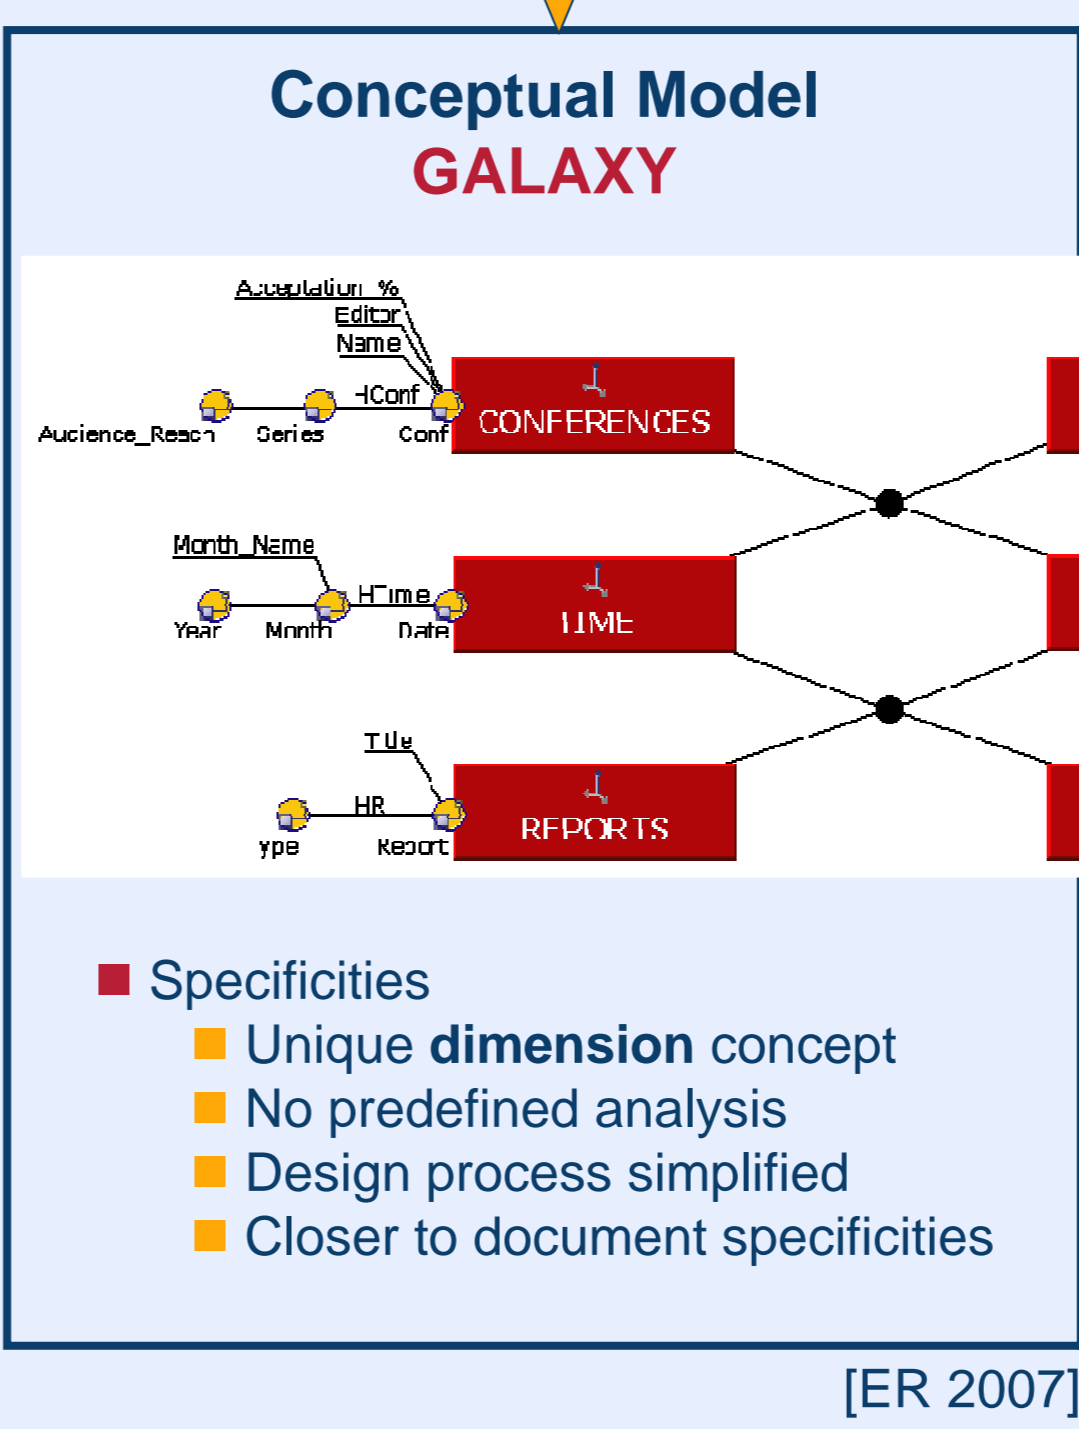 Conceptual Model
GALAXY
Acceptation_%
Editor
Name
HConf
CONFERENCES
Audience_Reach
Series
Conf
Month_Name
HTime
TIME
Year
Month
Date
Title
HR
REPORTS
ype
Report
Specificities
Unique dimension concept
No predefined analysis
Design process simplified
Closer to document specificities
[ER 2007]